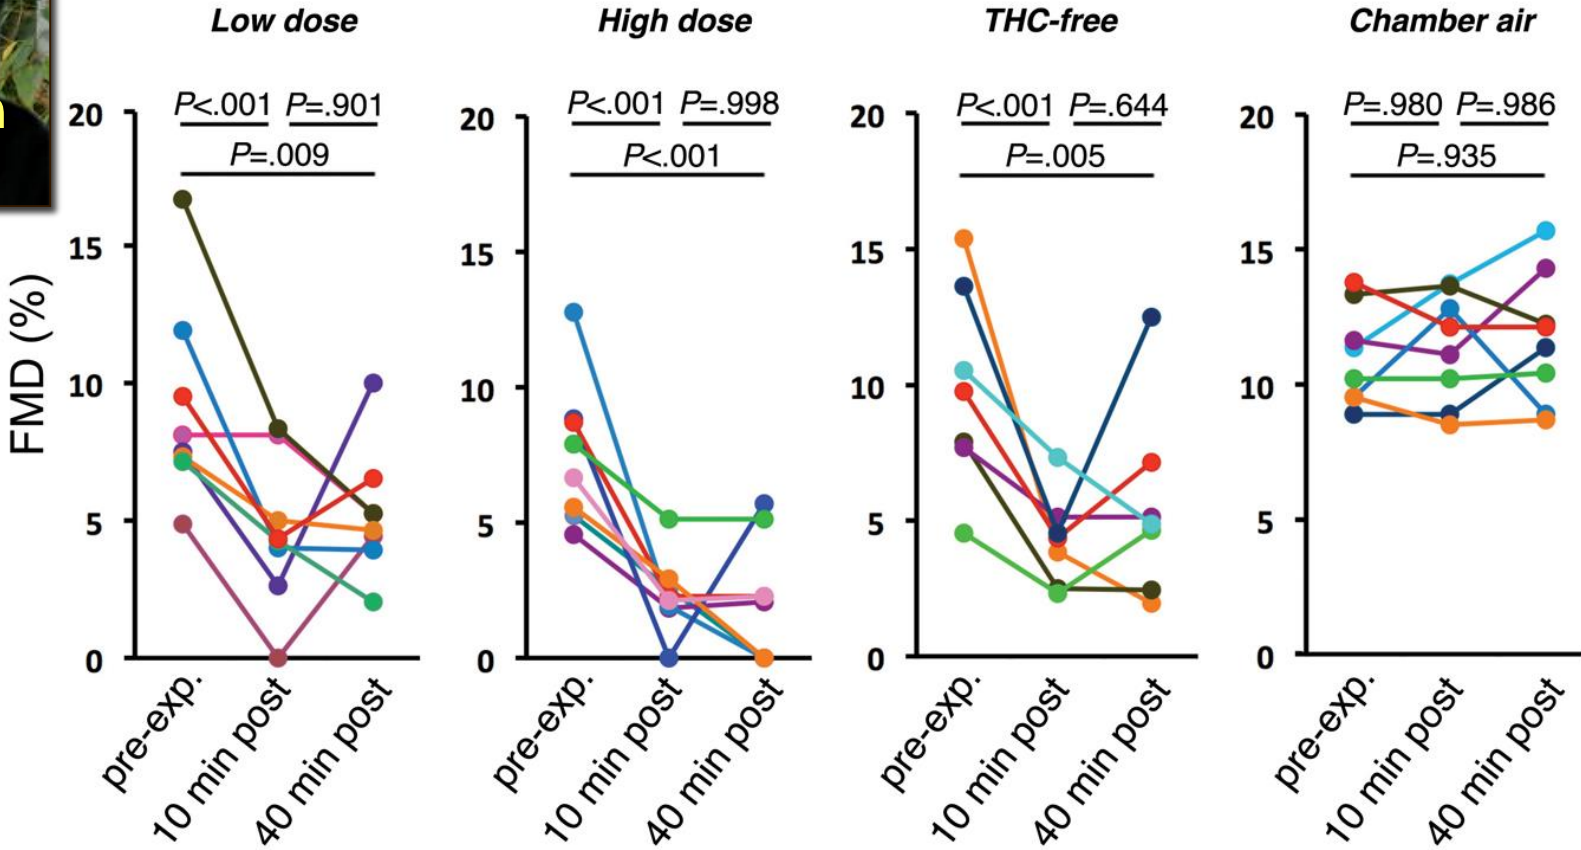 Low dose
High dose
THC-free
Chamber air
P<.001 P=.901
P=.009
P<.001 P=.998
P<.001
P<.001 P=.644
P=.005
P=.980 P=.986
P=.935
FMD (%)
20
15
10
5
0
20
15
10
5
0
20
15
10
5
0
20
15
10
5
0
pre-exp.
10 min post
40 min post
pre-exp.
10 min post
40 min post
pre-exp.
10 min post
40 min post
pre-exp.
10 min post
40 min post